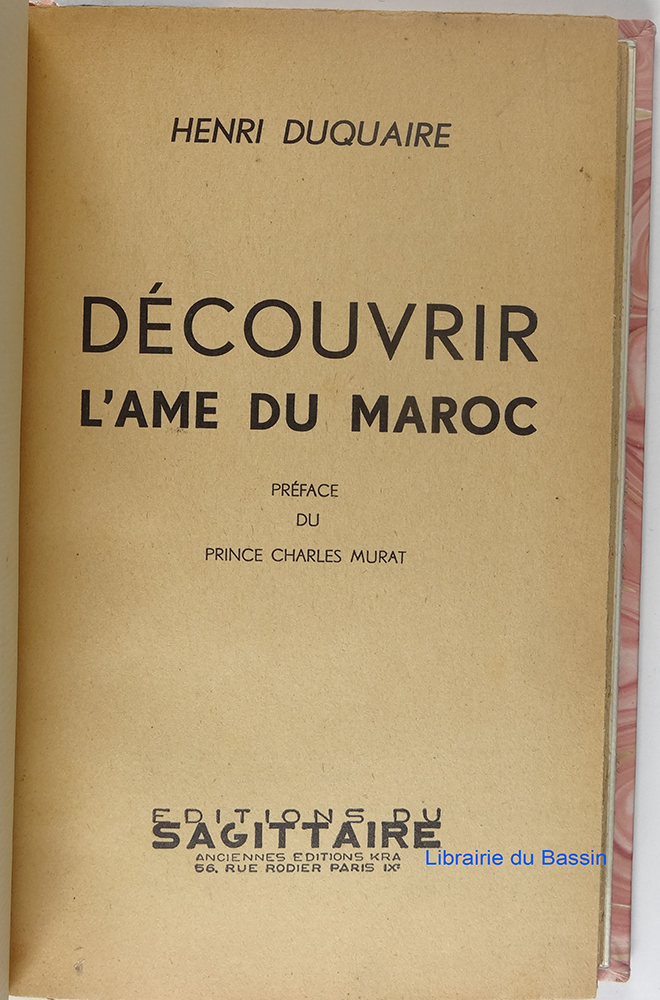 HENRI DUQUAIRE
DÉCOUVRIR
L'AME DU MAROC
PRÉFACE
DU
PRINCE CHARLES MURAT
EDITIONS DU
SAGITTAIRE
ANCIENNES EDITIONS KRA
56, RUE RODIER PARIS IXᵉ
Librairie du Bassin